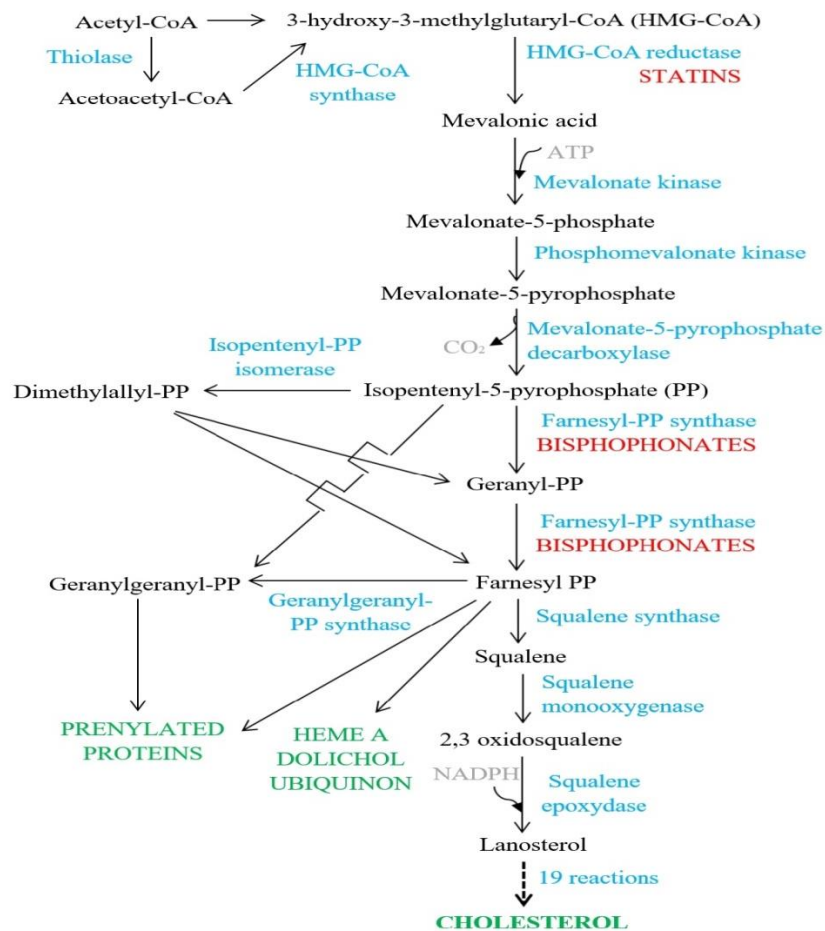 Acetyl-CoA
3-hydroxy-3-methylglutaryl-CoA (HMG-CoA)
Thiolase
HMG-CoA
synthase
HMG-CoA reductase
STATINS
Acetoacetyl-CoA
Mevalonic acid
ATP
Mevalonate kinase
Mevalonate-5-phosphate
Phosphomevalonate kinase
Mevalonate-5-pyrophosphate
CO₂
Mevalonate-5-pyrophosphate
decarboxylase
Isopentenyl-PP
isomerase
Dimethylallyl-PP
Isopentenyl-5-pyrophosphate (PP)
Farnesyl-PP synthase
BISPHOPHONATES
Geranyl-PP
Farnesyl-PP synthase
BISPHOPHONATES
Geranylgeranyl-PP
Farnesyl PP
Geranylgeranyl-
PP synthase
Squalene synthase
Squalene
Squalene
monooxygenase
PRENYLATED
PROTEINS
HEME A
DOLICHOL
UBIQUINON
2,3 oxidosqualene
NADPH
Squalene
epoxydase
Lanosterol
19 reactions
CHOLESTEROL